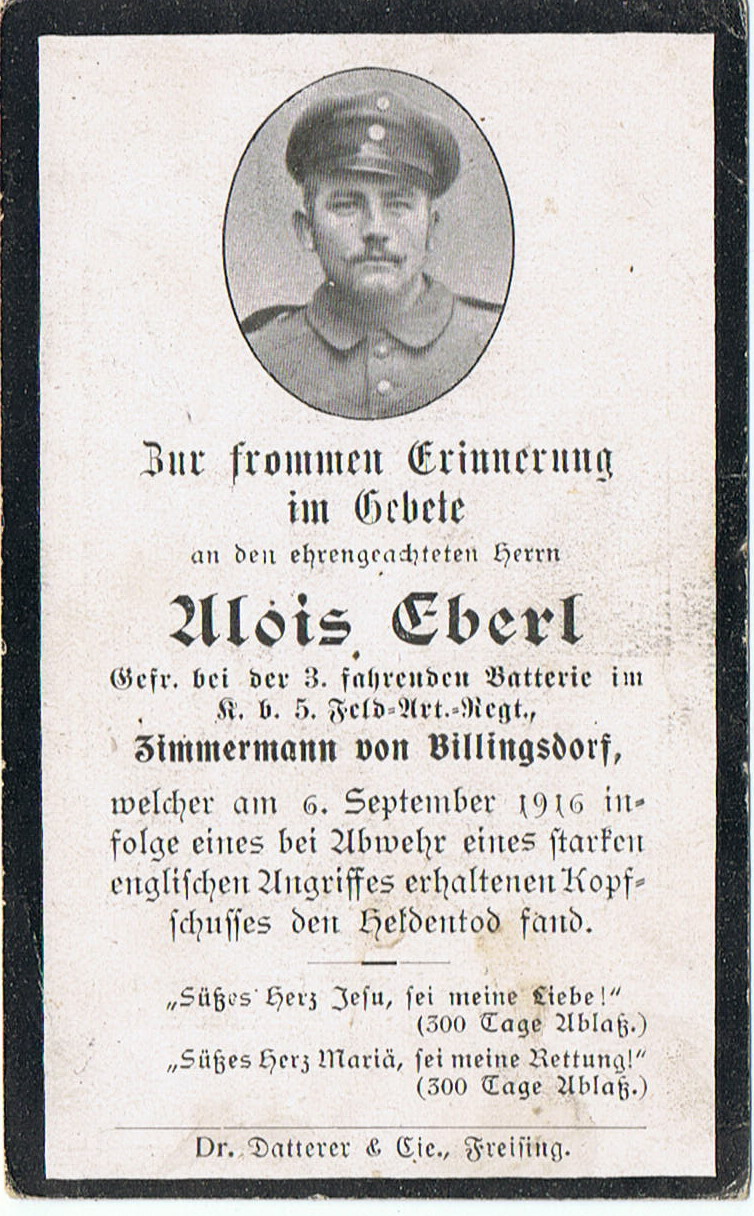 Zur frommen Erinnerung
im Gebete
an den ehrengeachteten Herrn
Alois Eberl
Gefr. bei der 3. fahrenden Batterie im
K. b. 5. Feld-Art.-Regt.,
Zimmermann von Billingsdorf,
welcher am 6. September 1916 in-
folge eines bei Abwehr eines starken
englischen Angriffes erhaltenen Kopf-
schusses den Heldentod fand.
„Süßes Herz Jesu, sei meine Liebe!“
(300 Tage Ablaß.)
„Süßes Herz Mariä, sei meine Rettung!“
(300 Tage Ablaß.)
Dr. Datterer & Cie., Freising.